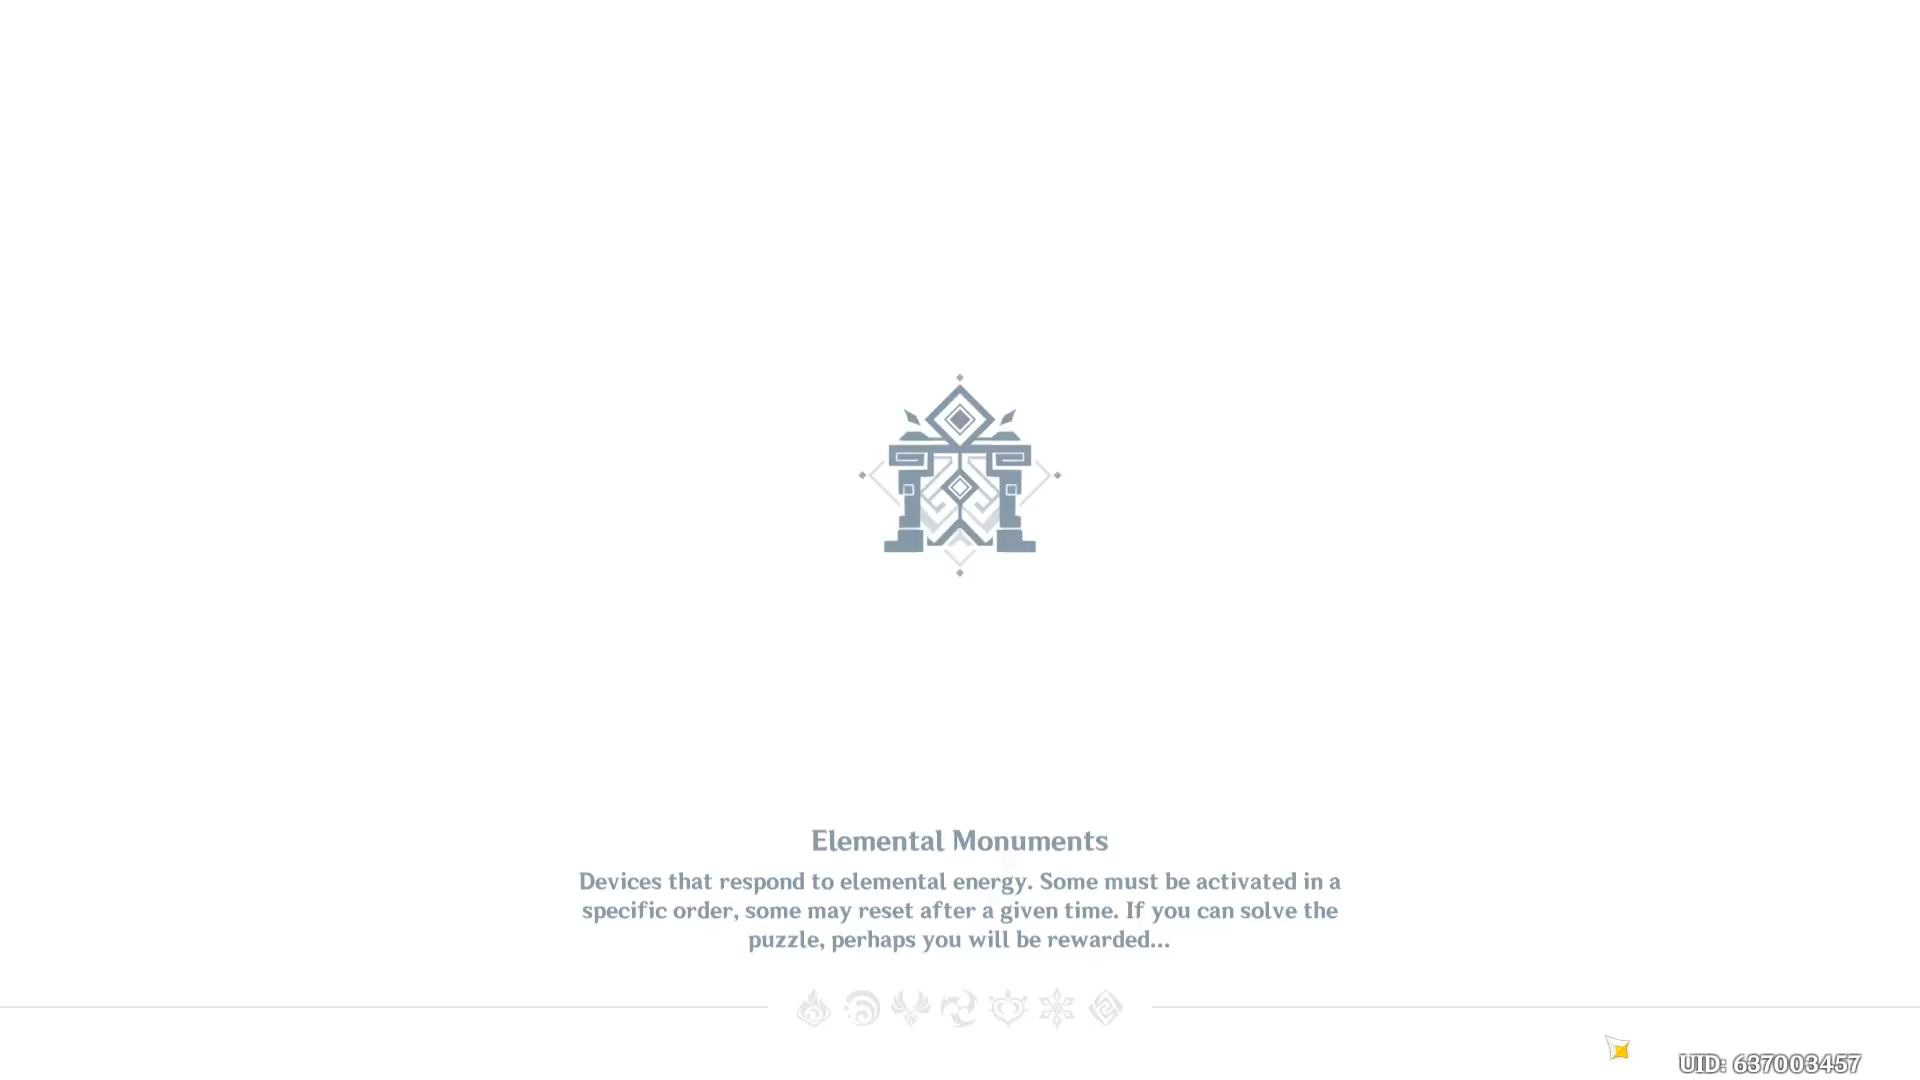 Elemental Monuments
Devices that respond to elemental energy. Some must be activated in a
specific order, some may reset after a given time. If you can solve the
puzzle, perhaps you will be rewarded...
UID: 637003457